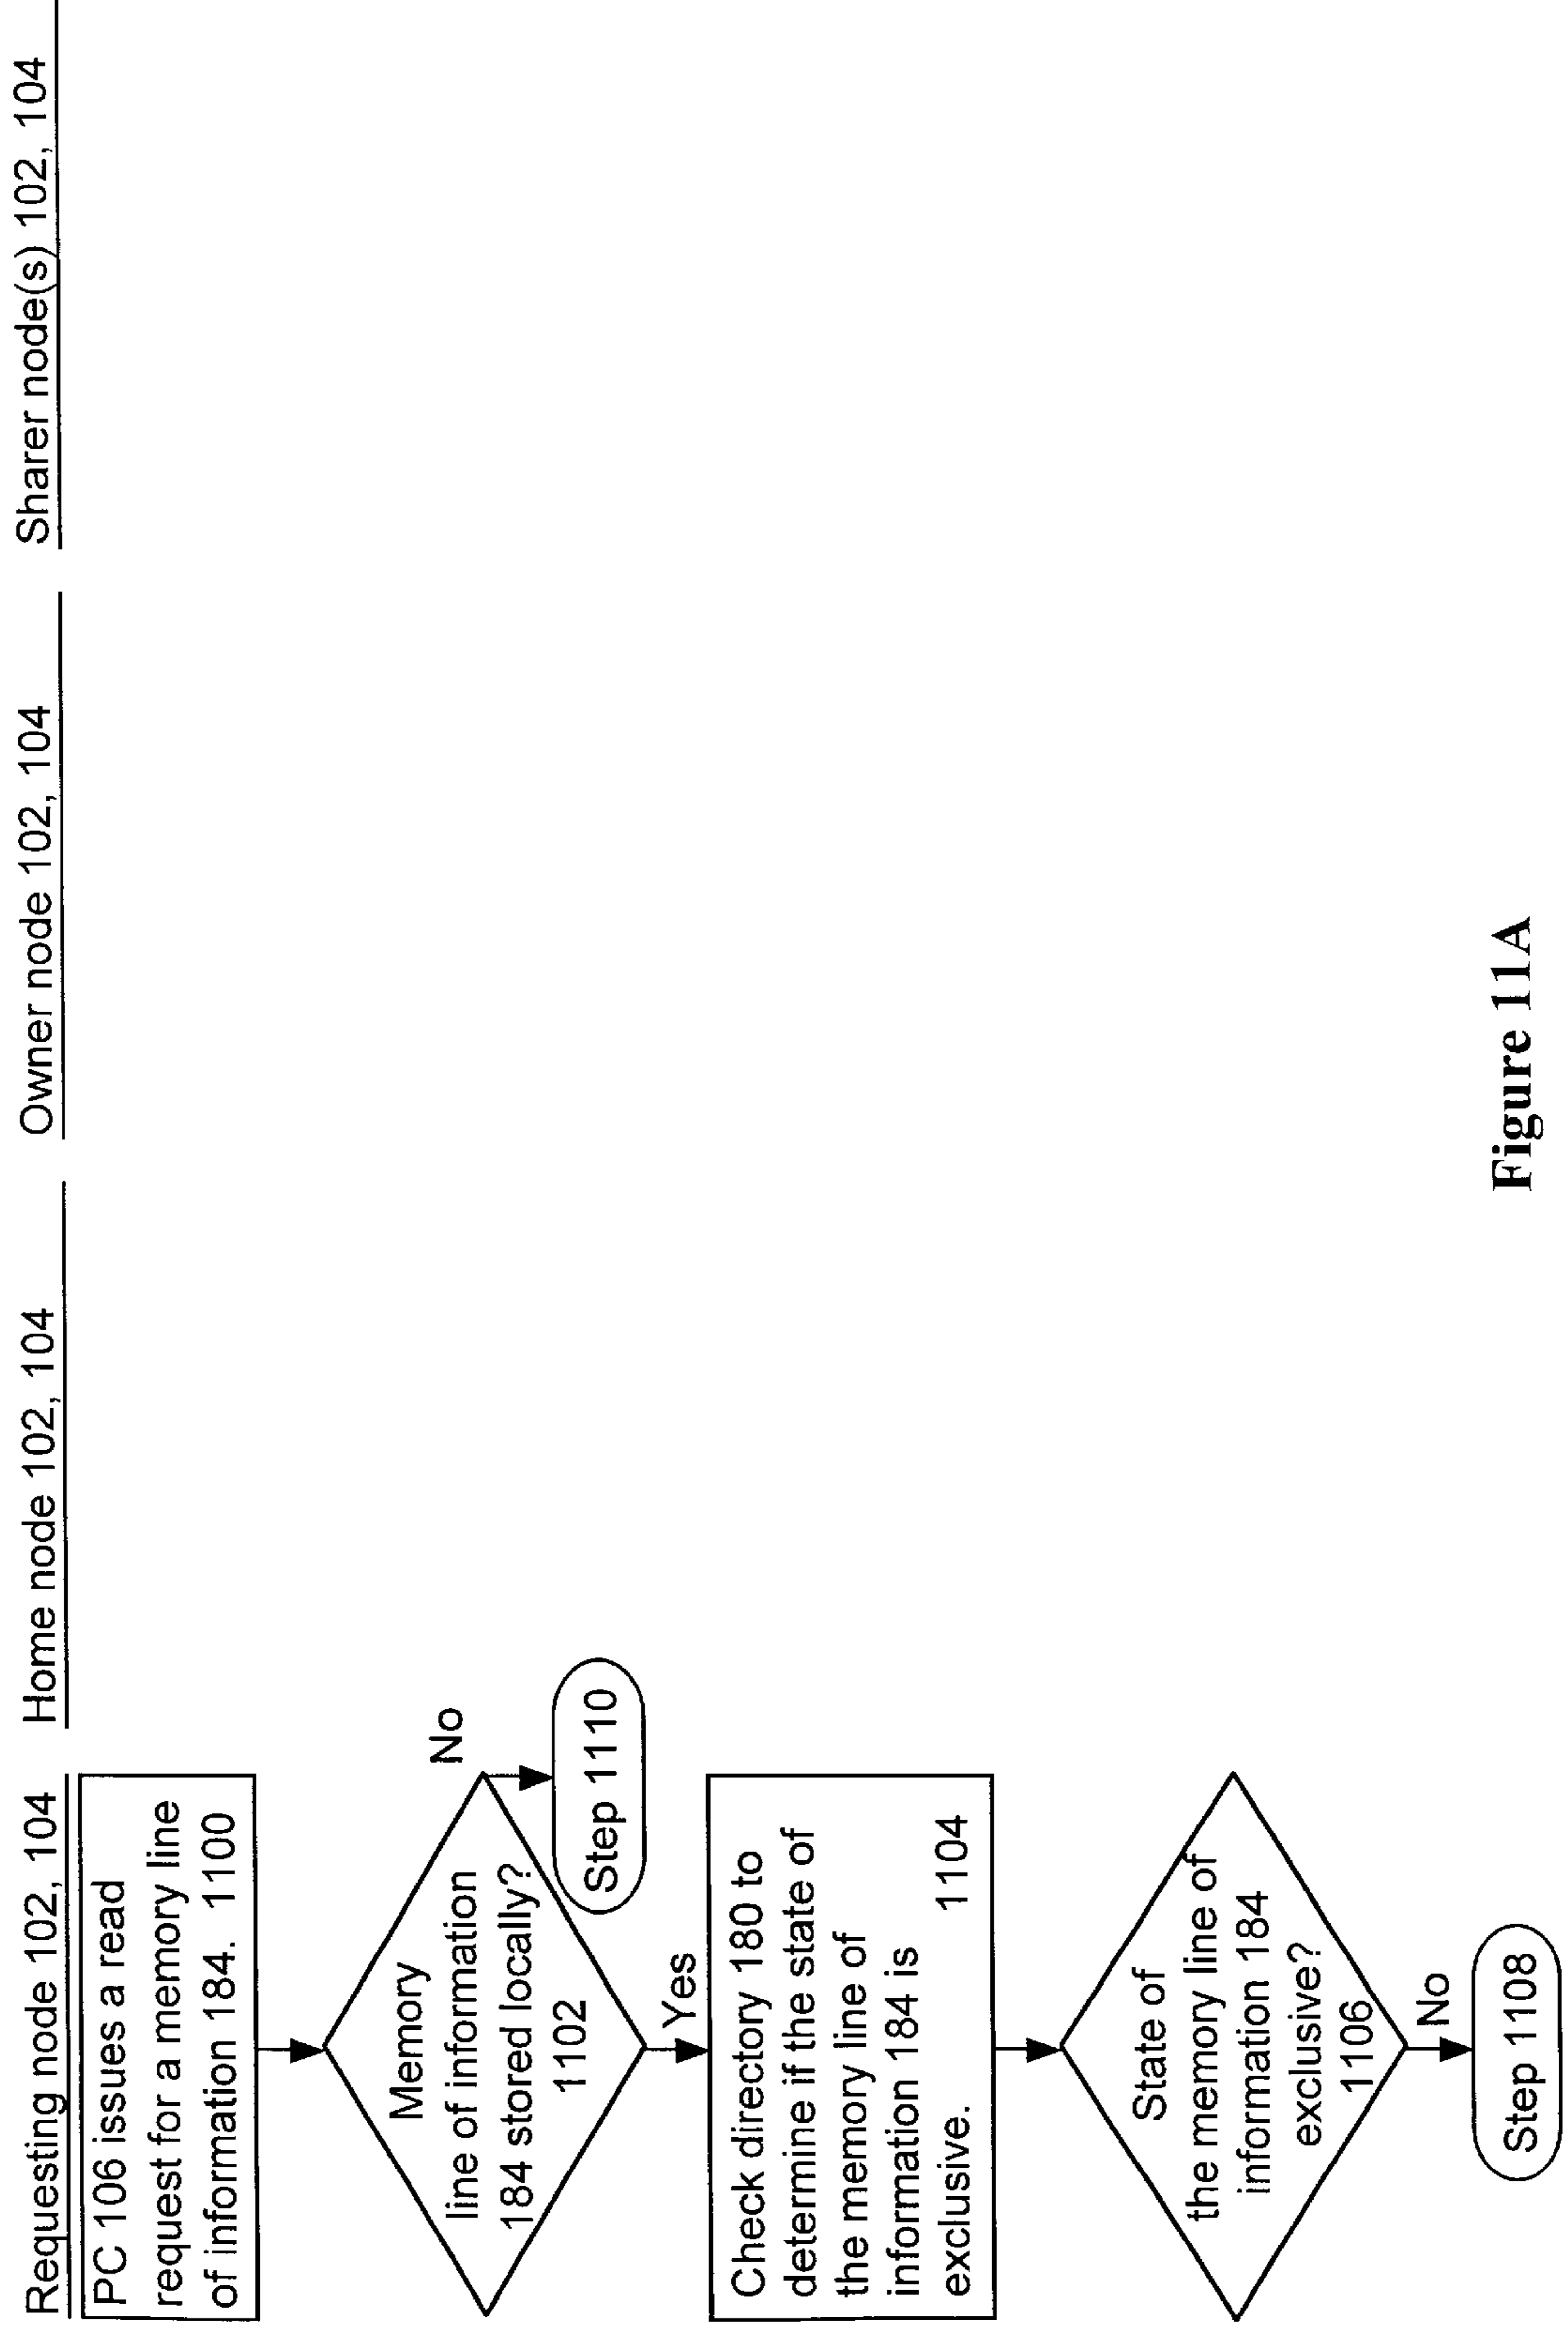 Requesting node 102, 104
Home node 102, 104
Owner node 102, 104
Sharer node(s) 102, 104
PC 106 issues a read
request for a memory line
of information 184. 1100
Memory
line of information
184 stored locally?
1102
No
Step 1110
Yes
Check directory 180 to
determine if the state of
the memory line of
information 184 is
exclusive. 1104
State of
the memory line of
information 184
exclusive?
1106
No
Step 1108
Figure 11A